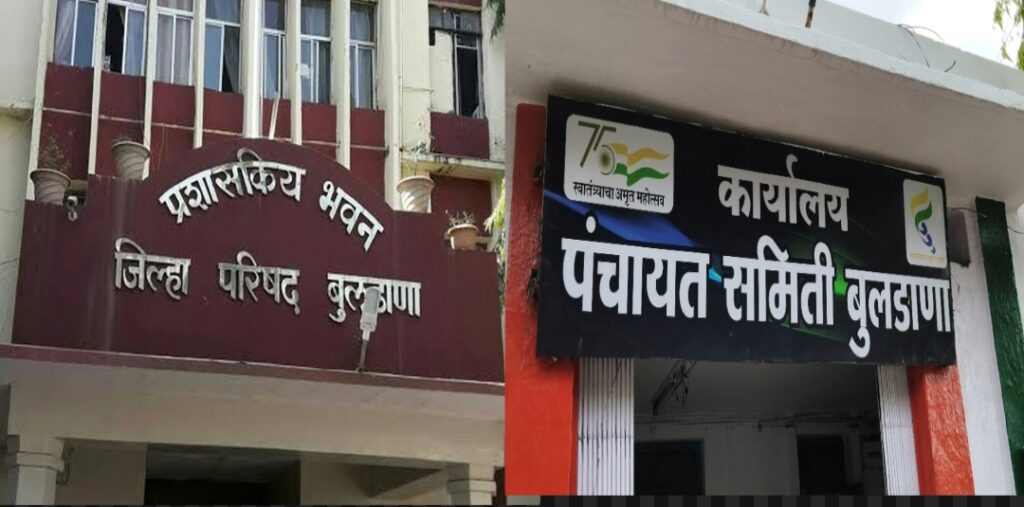 प्रशासकिय भवन
जिल्हा परिषद बुलडाणा
75
स्वातंत्र्याचा अमृत महोत्सव
कार्यालय
पंचायत समिती बुलडाणा